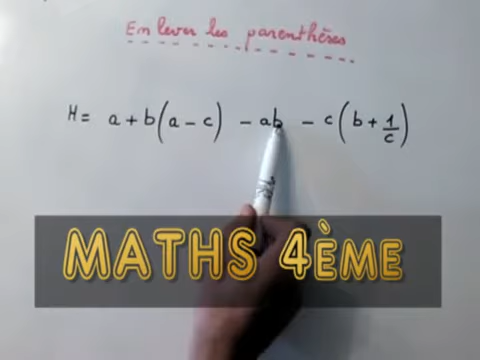 Enlever les parenthèses
H = a + b(a - c) - ab - c(b + 1/c)
MATHS 4ÈME